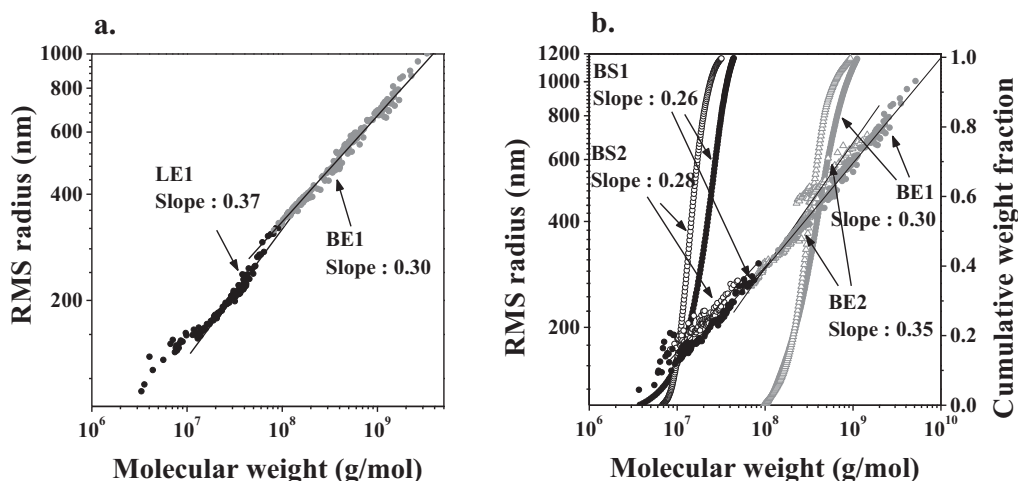 a.
1000
800
600
400
200
RMS radius (nm)
LE1
Slope : 0.37
BE1
Slope : 0.30
10^6
10^7
10^8
10^9
Molecular weight (g/mol)
b.
1200
1000
800
600
400
200
RMS radius (nm)
BS1
Slope : 0.26
BS2
Slope : 0.28
BE1
Slope : 0.30
BE2
Slope : 0.35
1.0
0.8
0.6
0.4
0.2
0.0
Cumulative weight fraction
10^6
10^7
10^8
10^9
10^10
Molecular weight (g/mol)